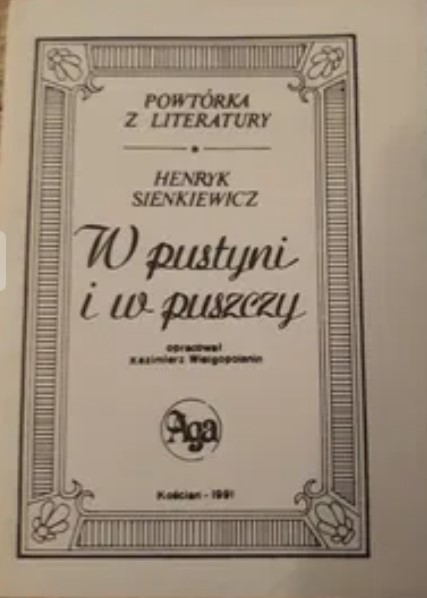 POWTÓRKA
Z LITERATURY
HENRYK
SIENKIEWICZ
W pustyni
i w puszczy
opracował
Kazimierz Wielgopolanin
Aga
Kościan - 1991